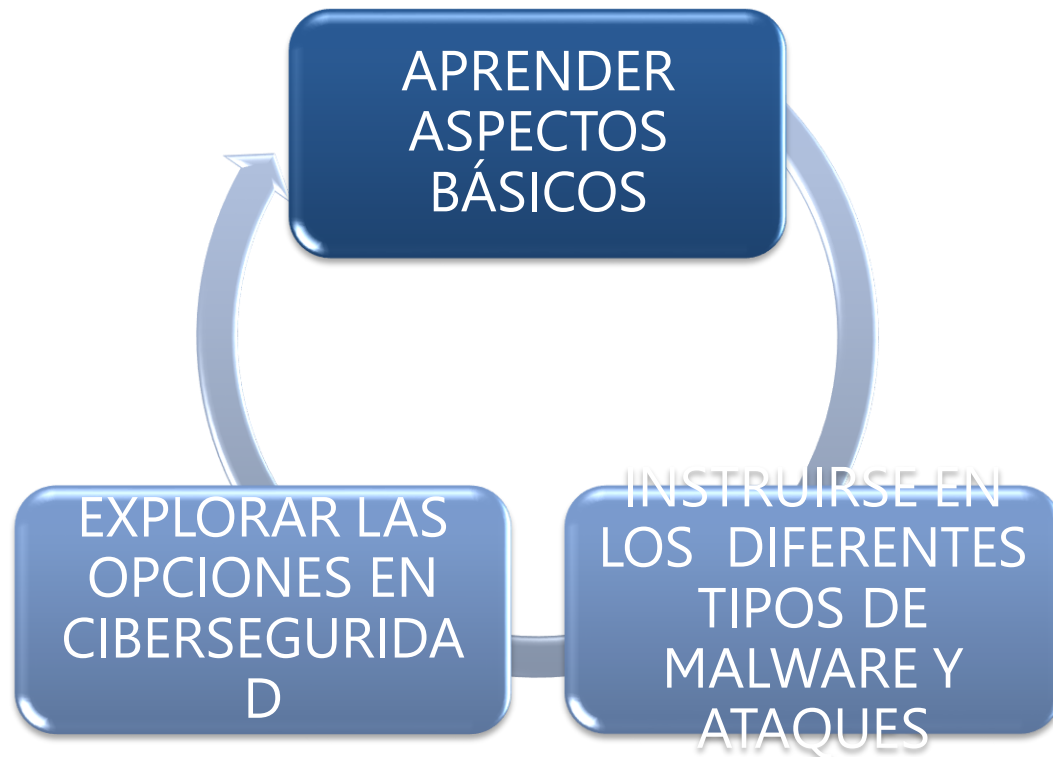 APRENDER
ASPECTOS
BÁSICOS
EXPLORAR LAS
OPCIONES EN
CIBERSEGURIDA
D
INSTRUIRSE EN
LOS DIFERENTES
TIPOS DE
MALWARE Y
ATAQUES